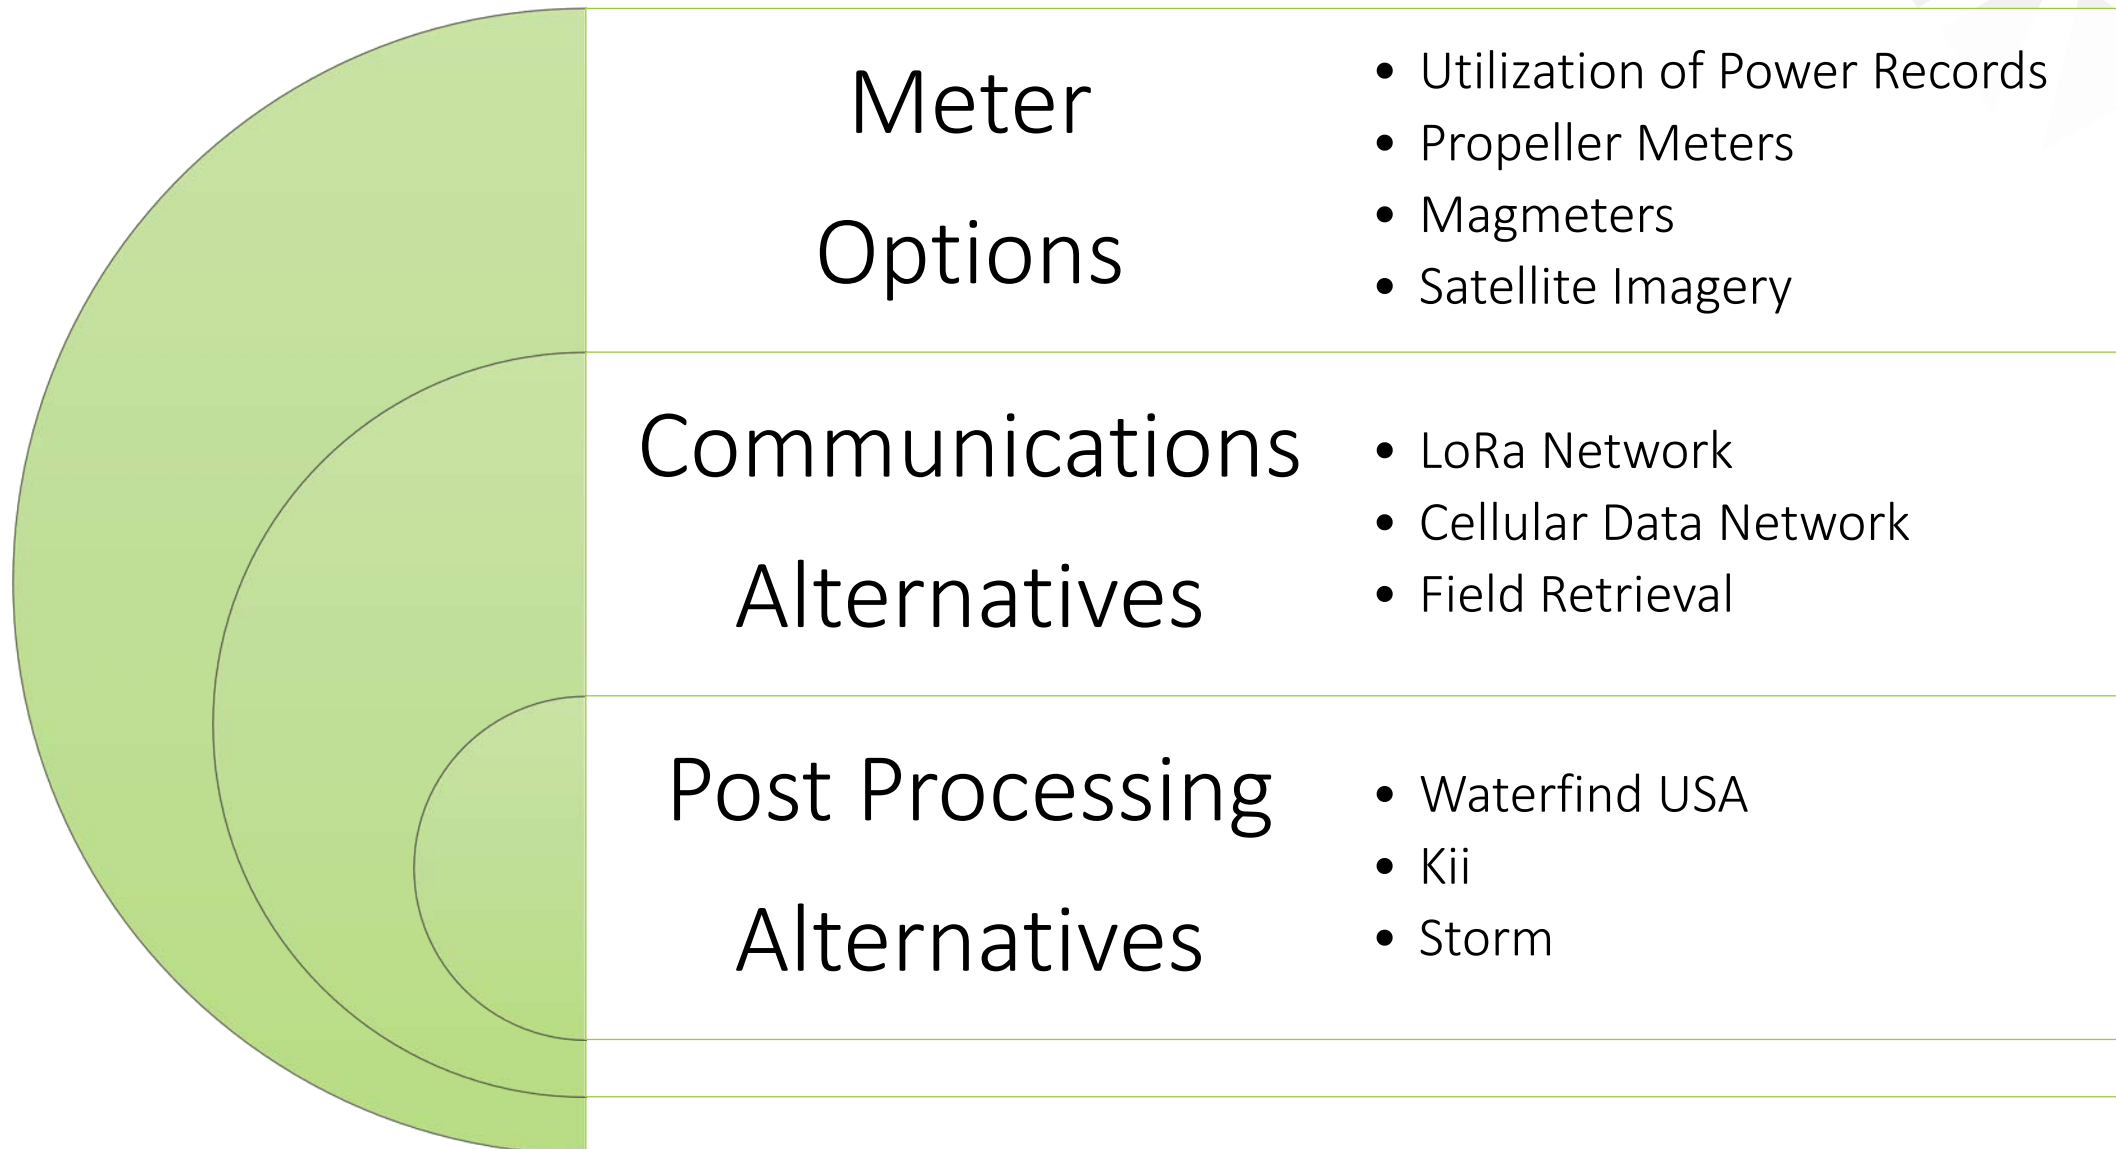 Meter
Options
• Utilization of Power Records
• Propeller Meters
• Magmeters
• Satellite Imagery
Communications
Alternatives
• LoRa Network
• Cellular Data Network
• Field Retrieval
Post Processing
Alternatives
• Waterfind USA
• Kii
• Storm